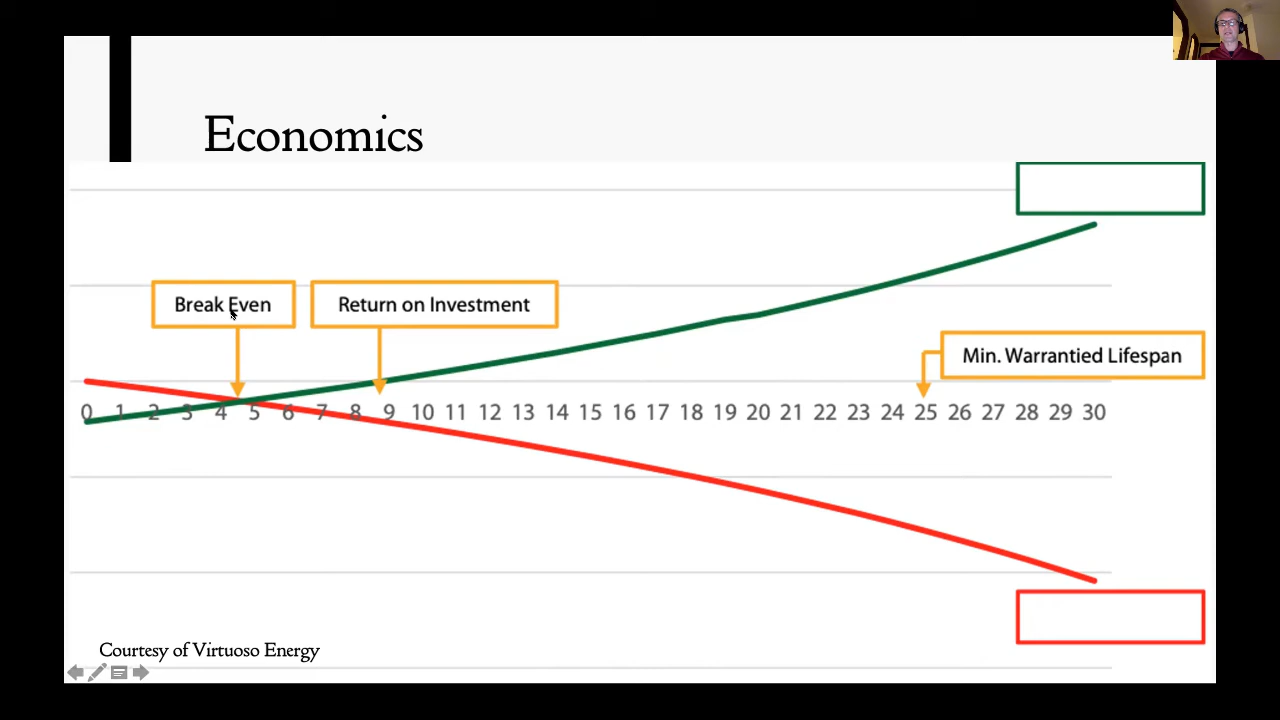 Economics
Break Even
Return on Investment
Min. Warrantied Lifespan
0 1 2 3 4 5 6 7 8 9 10 11 12 13 14 15 16 17 18 19 20 21 22 23 24 25 26 27 28 29 30
Courtesy of Virtuoso Energy